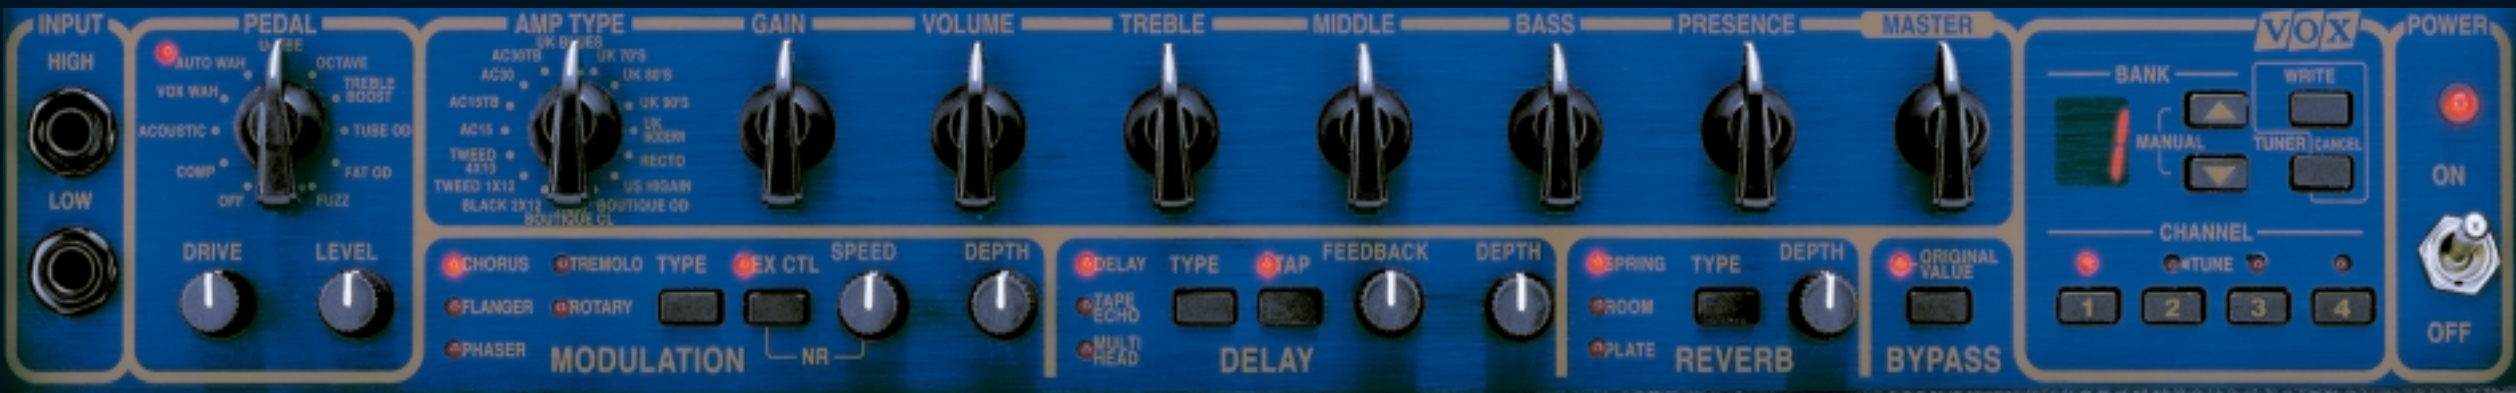 INPUT
HIGH
LOW
PEDAL
U-VIBE
AUTO WAH
OCTAVE
VOX WAH
TREBLE
BOOST
ACOUSTIC
TUBE OD
COMP
FAT OD
OFF
FUZZ
DRIVE
LEVEL
AMP TYPE
UK BLUES
AC30TB
UK 70'S
AC30
UK 80'S
AC15TB
UK 90'S
AC15
UK
MODERN
TWEED
4X10
RECTO
TWEED 1X12
US HIGAIN
BLACK 2X12
BOUTIQUE OD
BOUTIQUE CL
GAIN
VOLUME
TREBLE
MIDDLE
BASS
PRESENCE
MASTER
CHORUS
TREMOLO
TYPE
EX CTL
SPEED
DEPTH
FLANGER
ROTARY
PHASER
MODULATION
NR
DELAY
TYPE
TAP
FEEDBACK
DEPTH
TAPE
ECHO
MULTI
HEAD
DELAY
SPRING
TYPE
DEPTH
ROOM
PLATE
REVERB
ORIGINAL
VALUE
BYPASS
VOX
BANK
WRITE
1
MANUAL
TUNER
CANCEL
CHANNEL
TUNE
1
2
3
4
POWER
ON
OFF